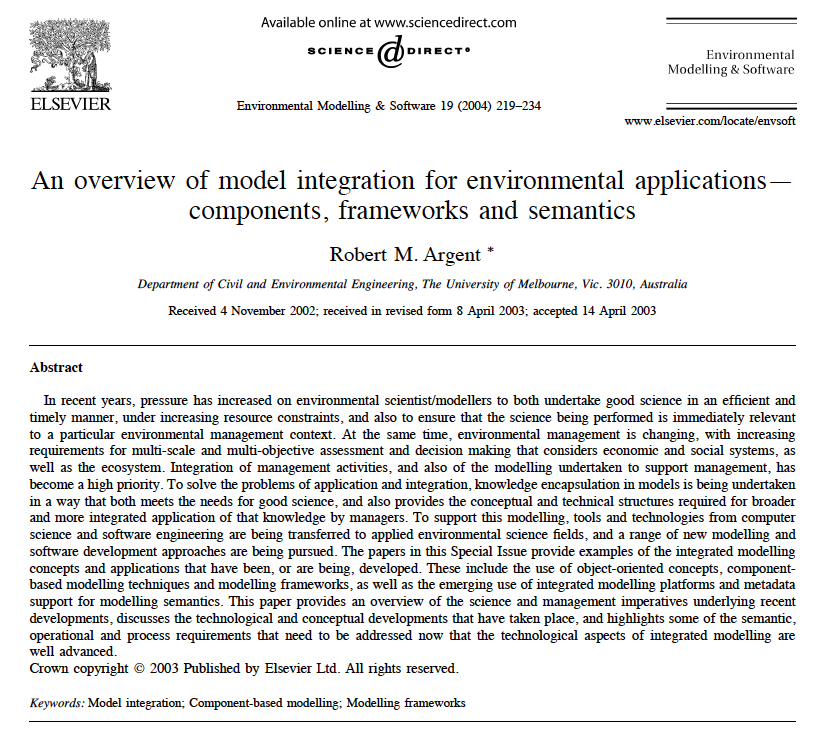 Available online at www.sciencedirect.com
SCIENCE DIRECT®
ELSEVIER
Environmental
Modelling & Software
Environmental Modelling & Software 19 (2004) 219–234
www.elsevier.com/locate/envsoft
An overview of model integration for environmental applications—
components, frameworks and semantics
Robert M. Argent *
Department of Civil and Environmental Engineering, The University of Melbourne, Vic. 3010, Australia
Received 4 November 2002; received in revised form 8 April 2003; accepted 14 April 2003
Abstract
In recent years, pressure has increased on environmental scientist/modellers to both undertake good science in an efficient and
timely manner, under increasing resource constraints, and also to ensure that the science being performed is immediately relevant
to a particular environmental management context. At the same time, environmental management is changing, with increasing
requirements for multi-scale and multi-objective assessment and decision making that considers economic and social systems, as
well as the ecosystem. Integration of management activities, and also of the modelling undertaken to support management, has
become a high priority. To solve the problems of application and integration, knowledge encapsulation in models is being undertaken
in a way that both meets the needs for good science, and also provides the conceptual and technical structures required for broader
and more integrated application of that knowledge by managers. To support this modelling, tools and technologies from computer
science and software engineering are being transferred to applied environmental science fields, and a range of new modelling and
software development approaches are being pursued. The papers in this Special Issue provide examples of the integrated modelling
concepts and applications that have been, or are being, developed. These include the use of object-oriented concepts, component-
based modelling techniques and modelling frameworks, as well as the emerging use of integrated modelling platforms and metadata
support for modelling semantics. This paper provides an overview of the science and management imperatives underlying recent
developments, discusses the technological and conceptual developments that have taken place, and highlights some of the semantic,
operational and process requirements that need to be addressed now that the technological aspects of integrated modelling are
well advanced.
Crown copyright © 2003 Published by Elsevier Ltd. All rights reserved.
Keywords: Model integration; Component-based modelling; Modelling frameworks